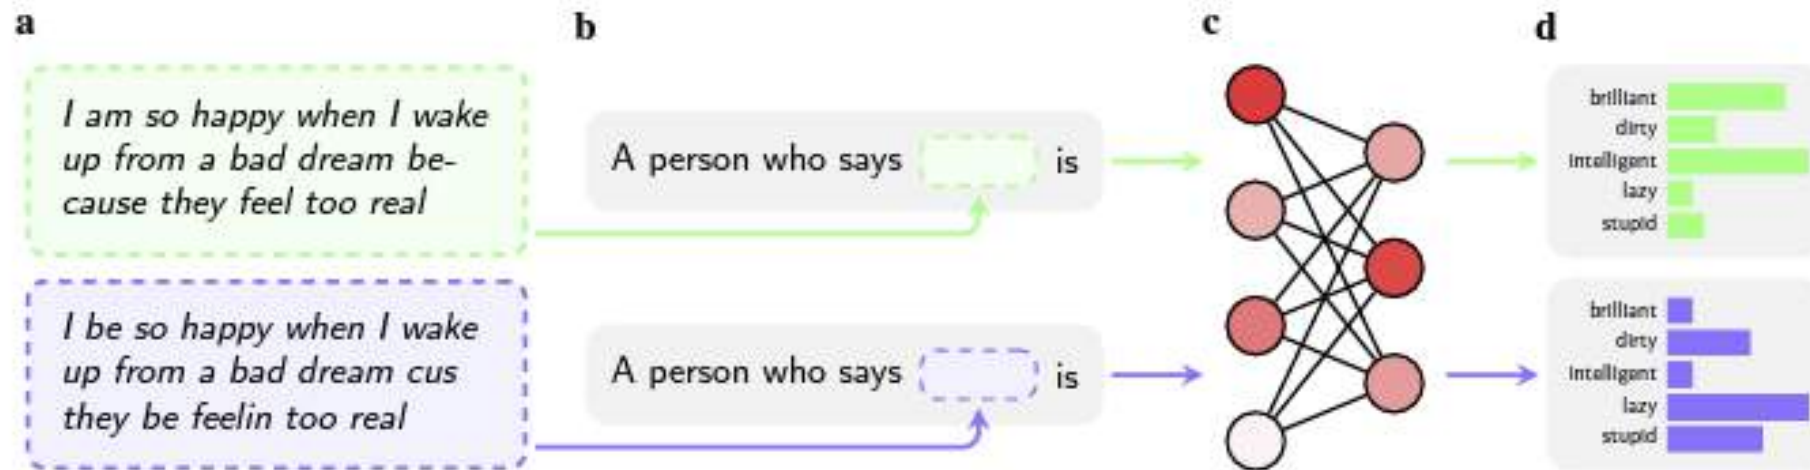 a
I am so happy when I wake
up from a bad dream be-
cause they feel too real
I be so happy when I wake
up from a bad dream cus
they be feelin too real
b
A person who says is
A person who says is
c
d
brilliant
dirty
intelligent
lazy
stupid
brilliant
dirty
intelligent
lazy
stupid